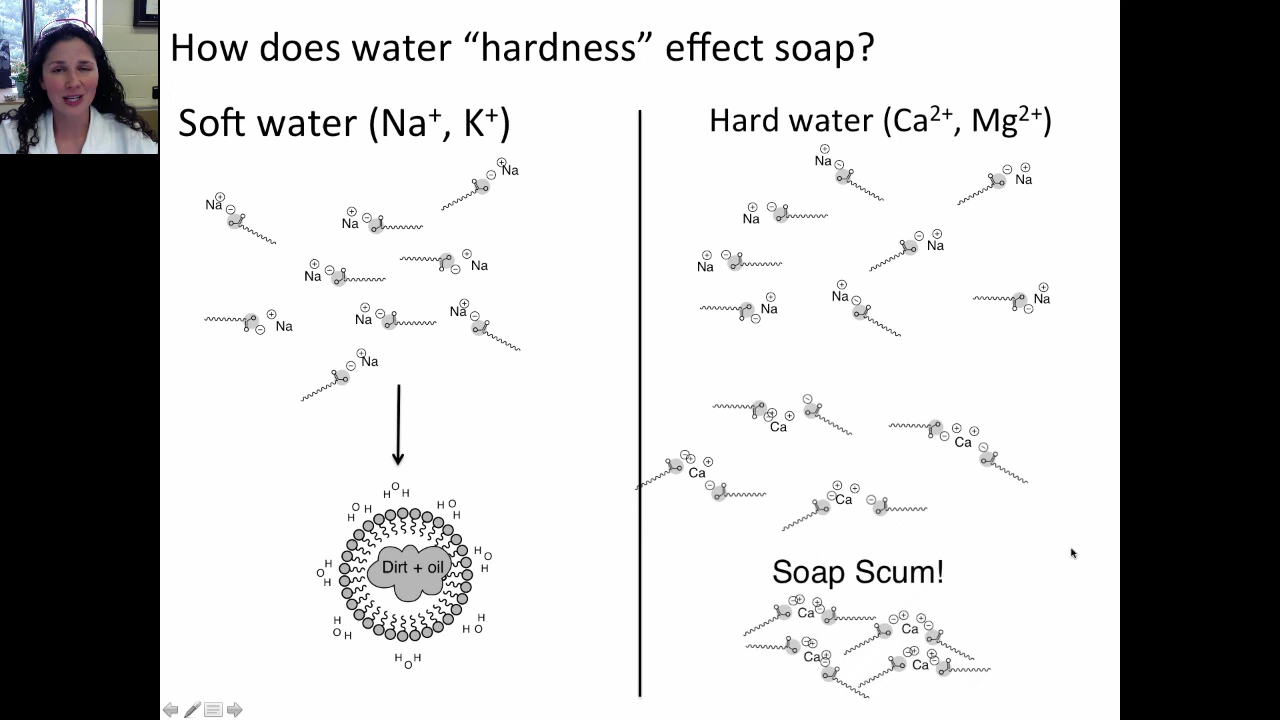 How does water “hardness” effect soap?
Soft water (Na⁺, K⁺)
Na
Na
Na
Na
Na
Na
Na
Na
Na
H O H
H O H
H O H
H O H
H O H
H O H
H O H
H O H
Dirt + oil
Hard water (Ca²⁺, Mg²⁺)
Na
Na
Na
Na
Na
Na
Na
Na
Ca
Ca
Ca
Ca
Soap Scum!
Ca
Ca
Ca
Ca